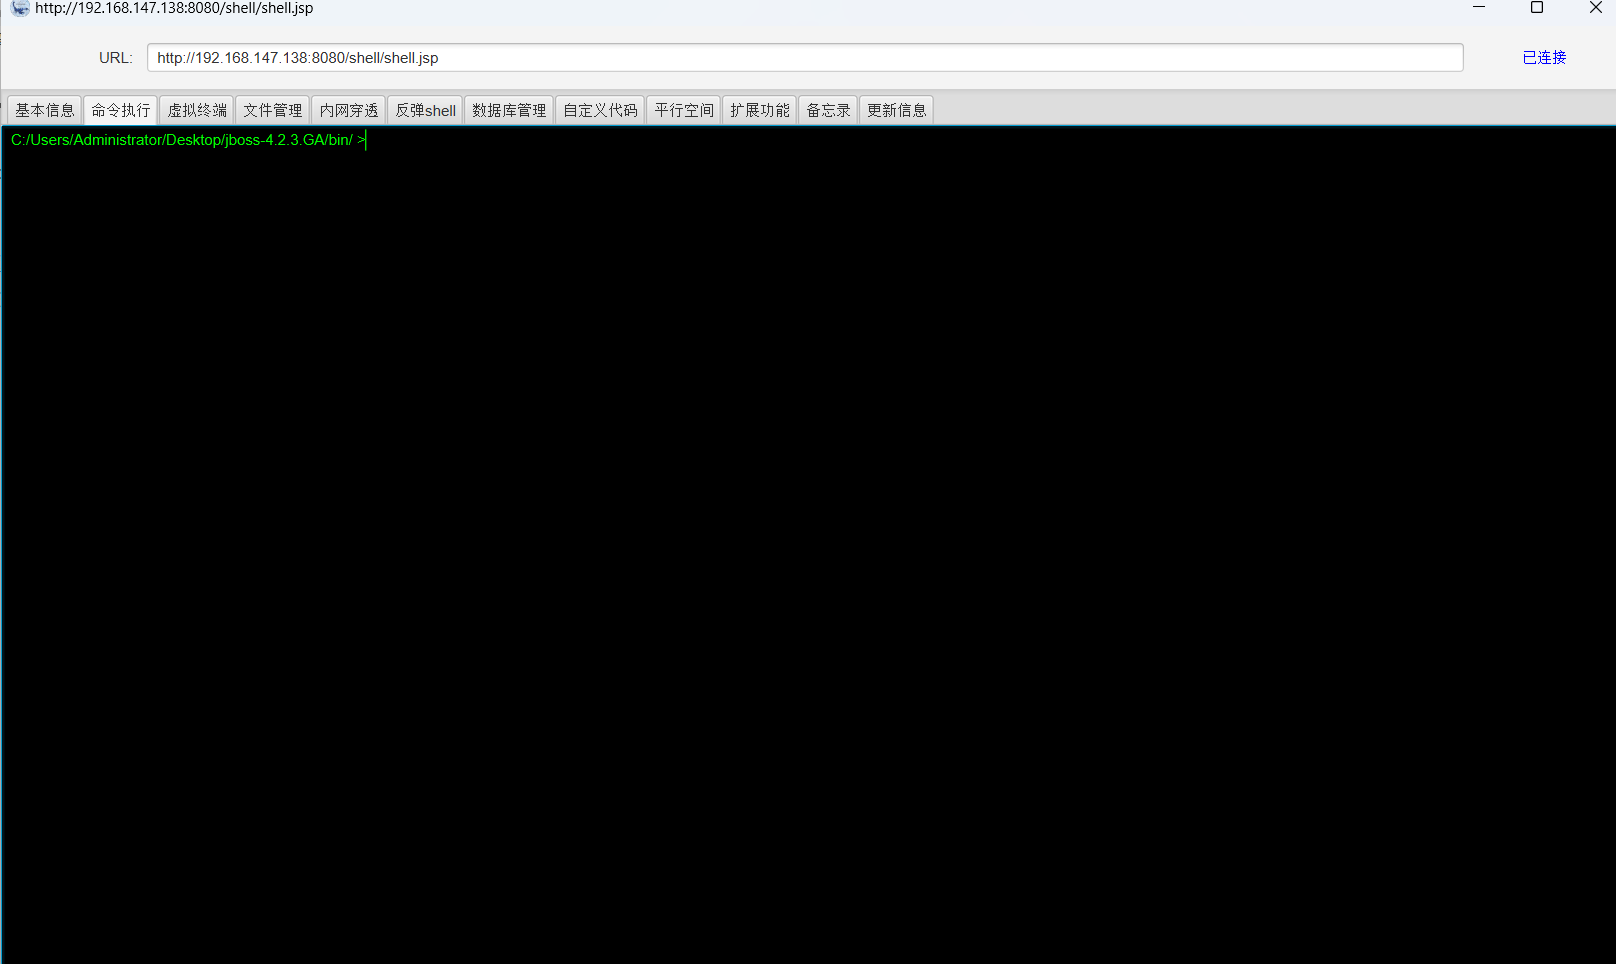 http://192.168.147.138:8080/shell/shell.jsp
URL: http://192.168.147.138:8080/shell/shell.jsp 已连接
基本信息 命令执行 虚拟终端 文件管理 内网穿透 反弹shell 数据库管理 自定义代码 平行空间 扩展功能 备忘录 更新信息
C:/Users/Administrator/Desktop/jboss-4.2.3.GA/bin/ >